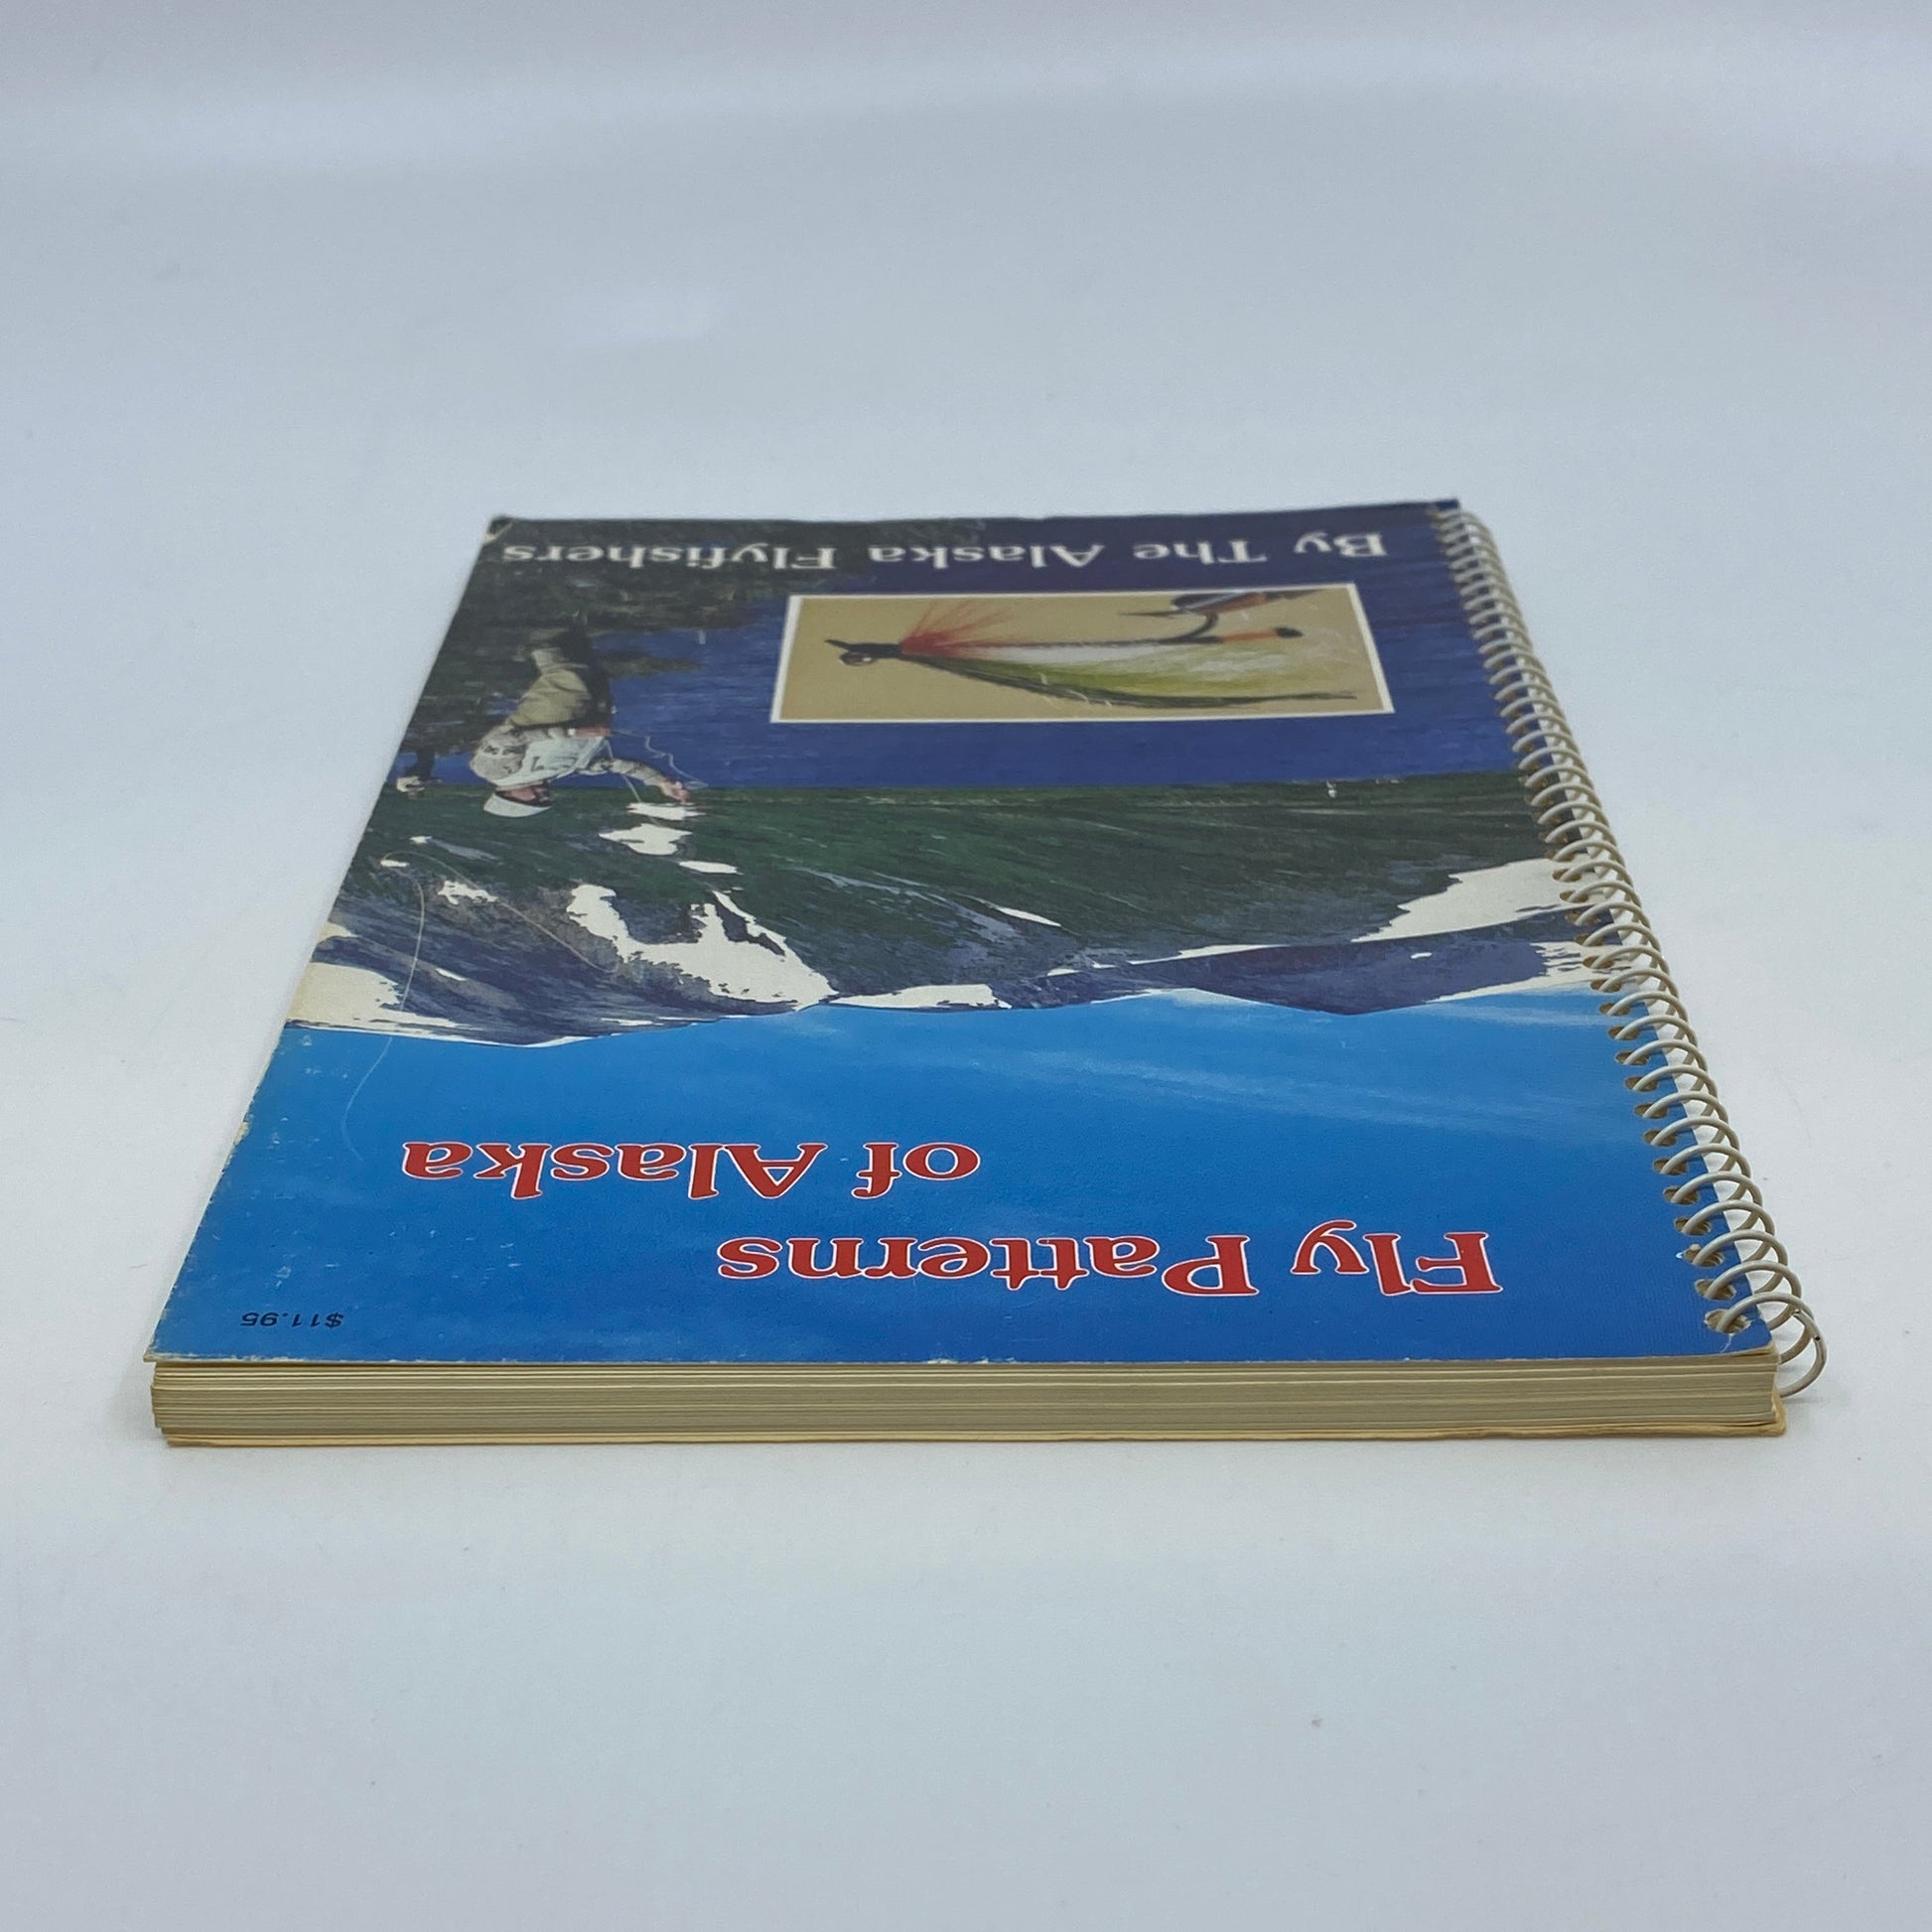 $11.95
Fly Patterns
of Alaska
By The Alaska Flyfishers